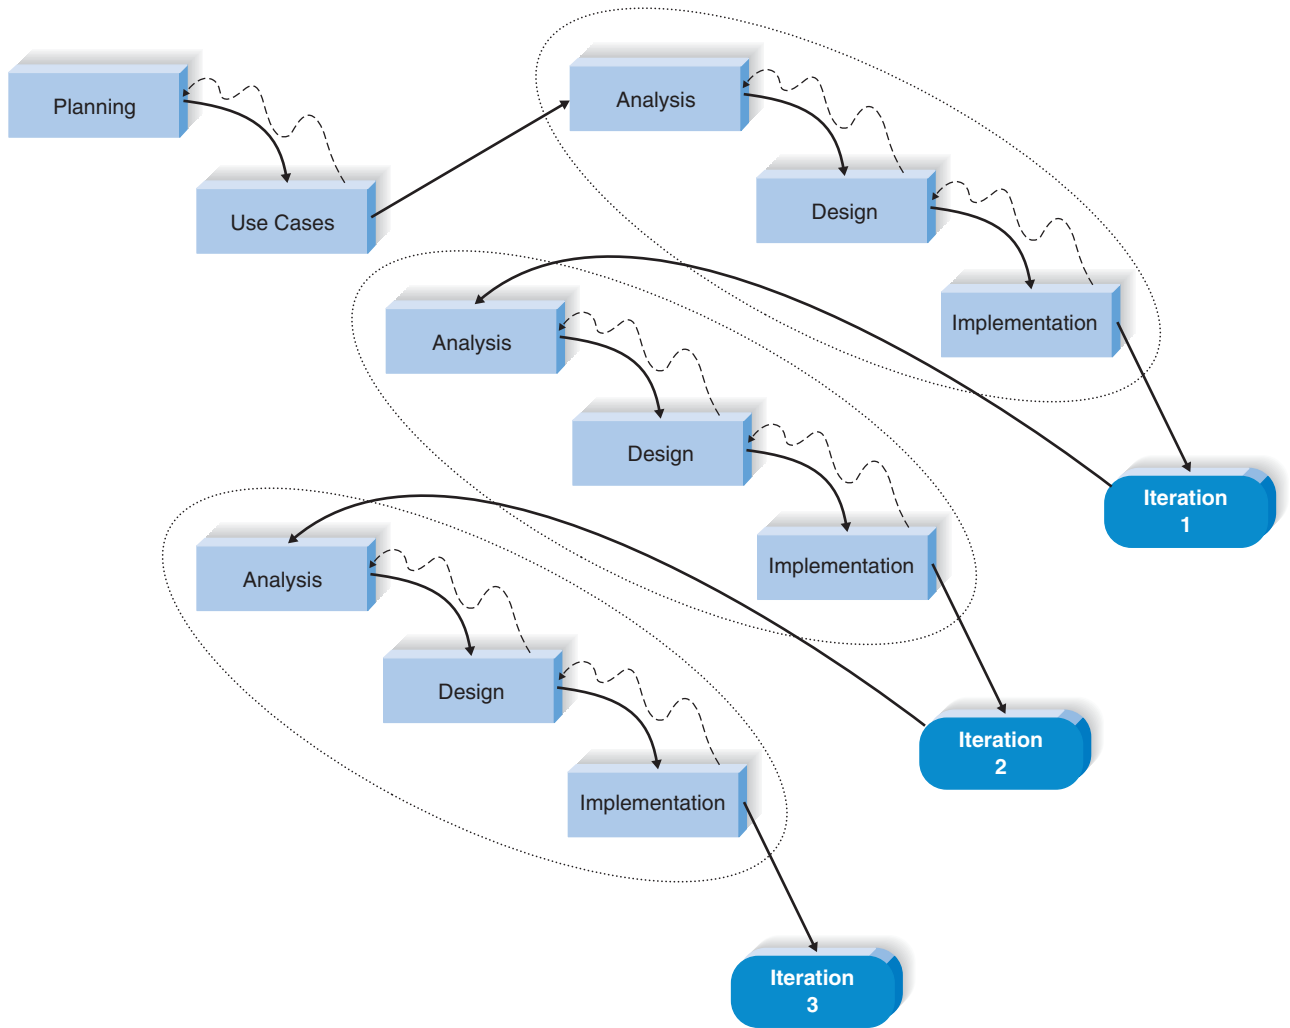 Planning
Use Cases
Analysis
Design
Implementation
Iteration
1
Analysis
Design
Implementation
Iteration
2
Analysis
Design
Implementation
Iteration
3